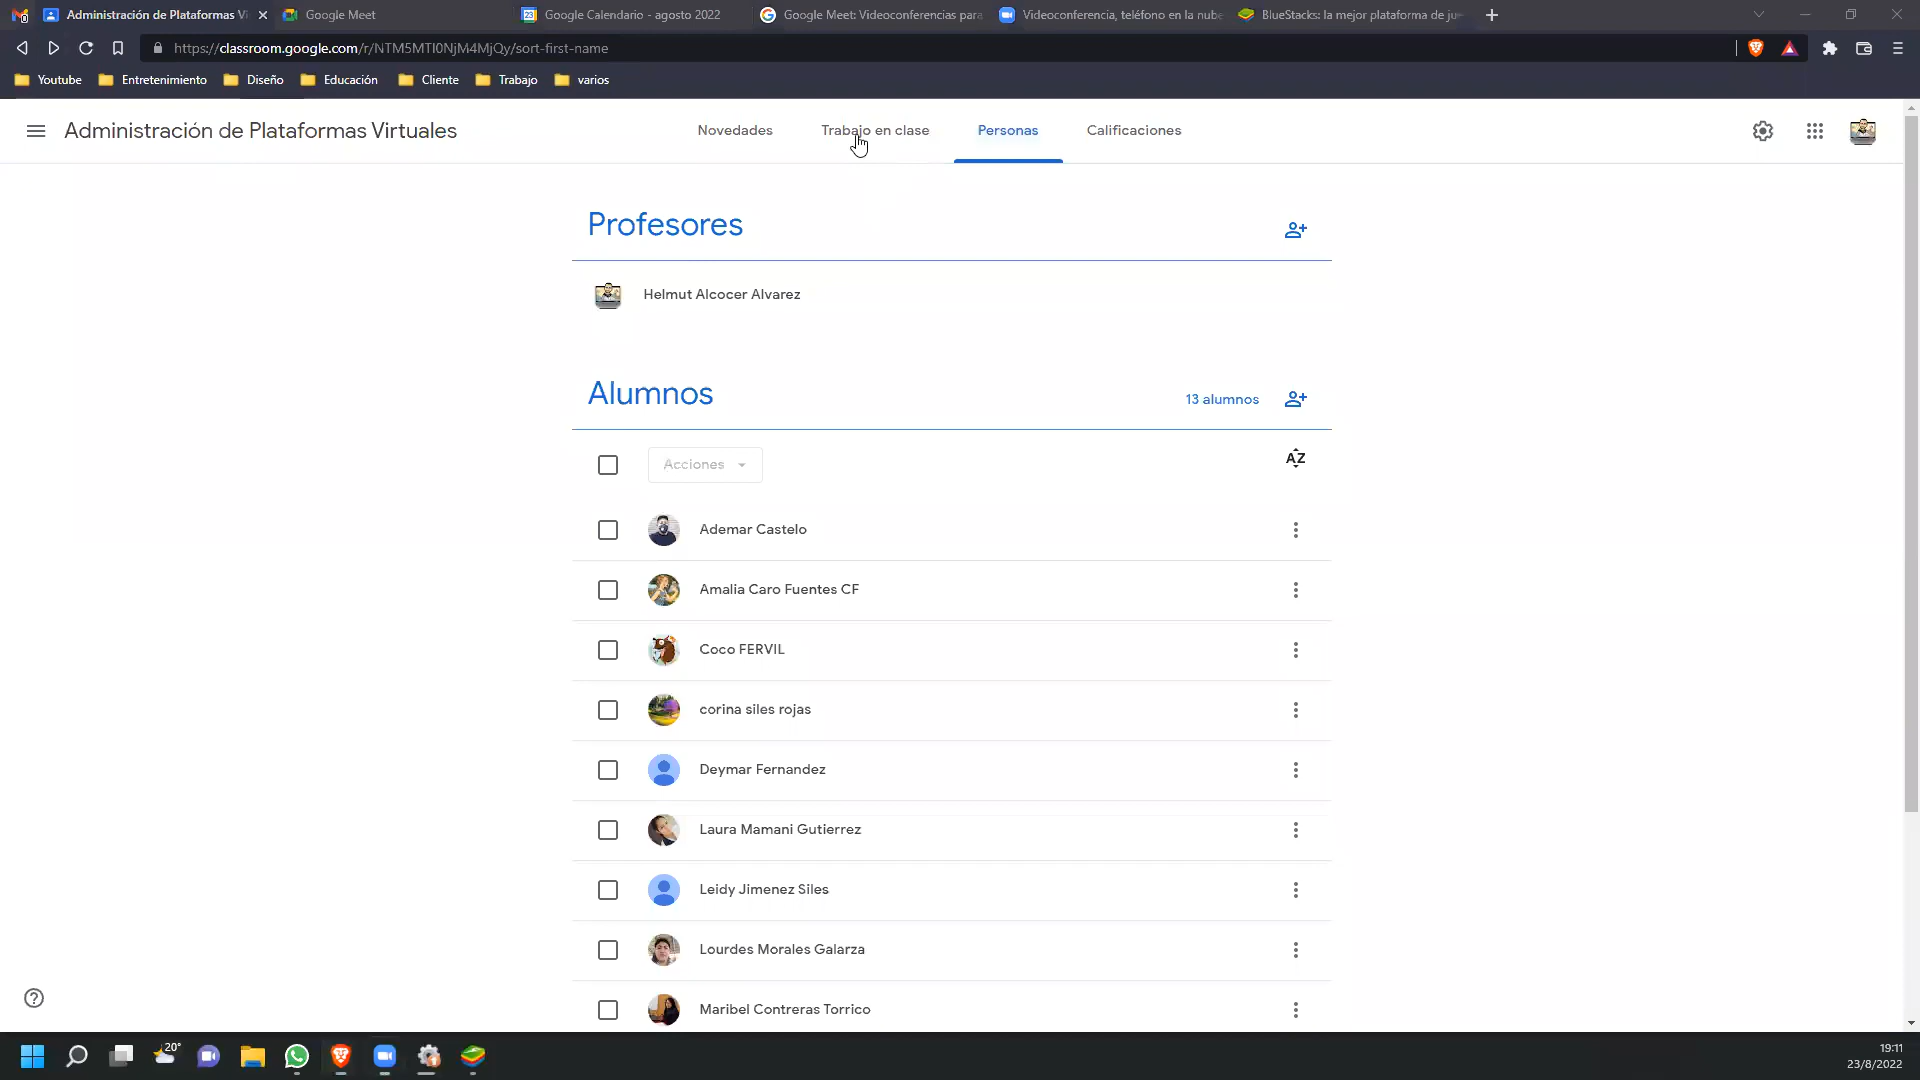 Administración de Plataformas Vi
Google Meet
Google Calendario - agosto 2022
Google Meet: Videoconferencias para
Videoconferencia, teléfono en la nube
BlueStacks: la mejor plataforma de ju
https://classroom.google.com/r/NTM5MTI0NjM4MjQy/sort-first-name
Youtube
Entretenimiento
Diseño
Educación
Cliente
Trabajo
varios
Administración de Plataformas Virtuales
Novedades
Trabajo en clase
Personas
Calificaciones
Profesores
Helmut Alcocer Alvarez
Alumnos
13 alumnos
Acciones
AZ
Ademar Castelo
Amalia Caro Fuentes CF
Coco FERVIL
corina siles rojas
Deymar Fernandez
Laura Mamani Gutierrez
Leidy Jimenez Siles
Lourdes Morales Galarza
Maribel Contreras Torrico
20°
19:11
23/8/2022